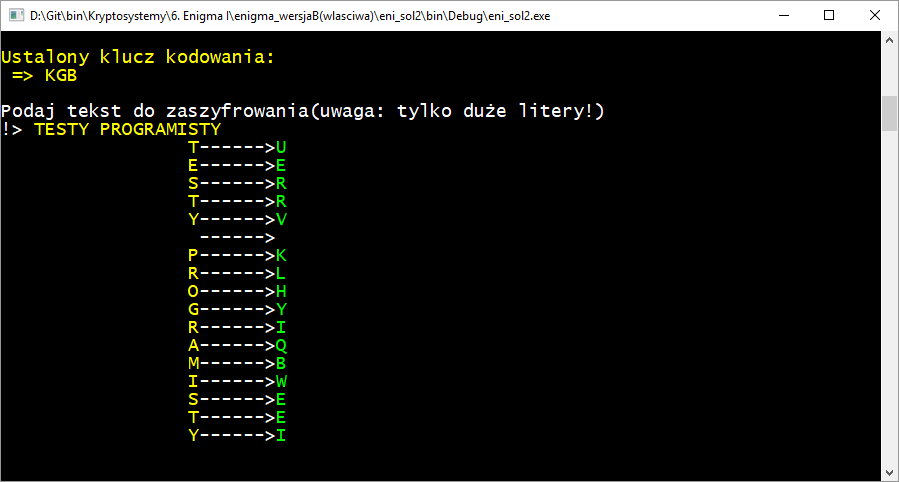 D:\Git\bin\Kryptosystemy\6. Enigma I\enigma_wersjaB(wlasciwa)\eni_sol2\bin\Debug\eni_sol2.exe
Ustalony klucz kodowania:
=> KGB
Podaj tekst do zaszyfrowania(uwaga: tylko duże litery!)
!> TESTY PROGRAMISTY
T------>U
E------>E
S------>R
T------>R
Y------>V
------>
P------>K
R------>L
O------>H
G------>Y
R------>I
A------>Q
M------>B
I------>W
S------>E
T------>E
Y------>I